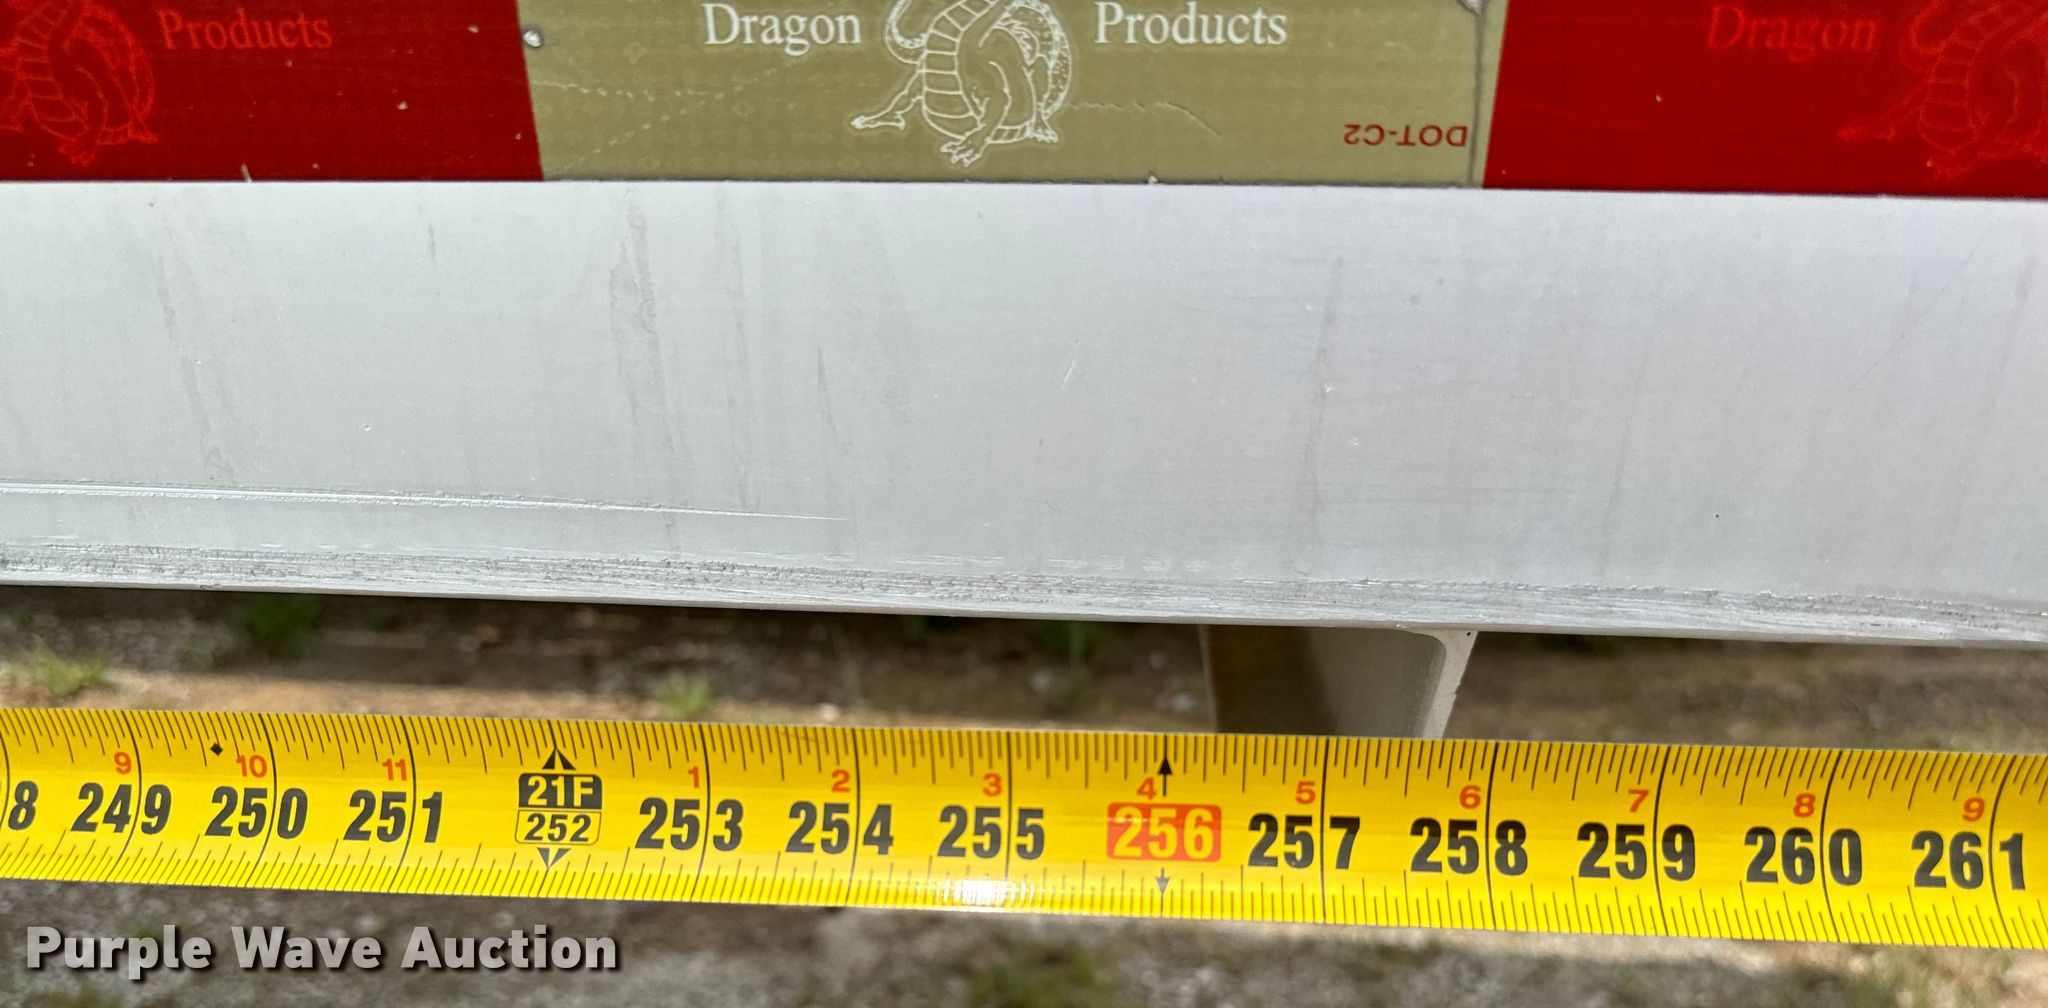 Products
Dragon Products
Dragon
DOT-C2
9 10 11 21F 1 2 3 4 5 6 7 8 9
8 249 250 251 252 253 254 255 256 257 258 259 260 261
Purple Wave Auction